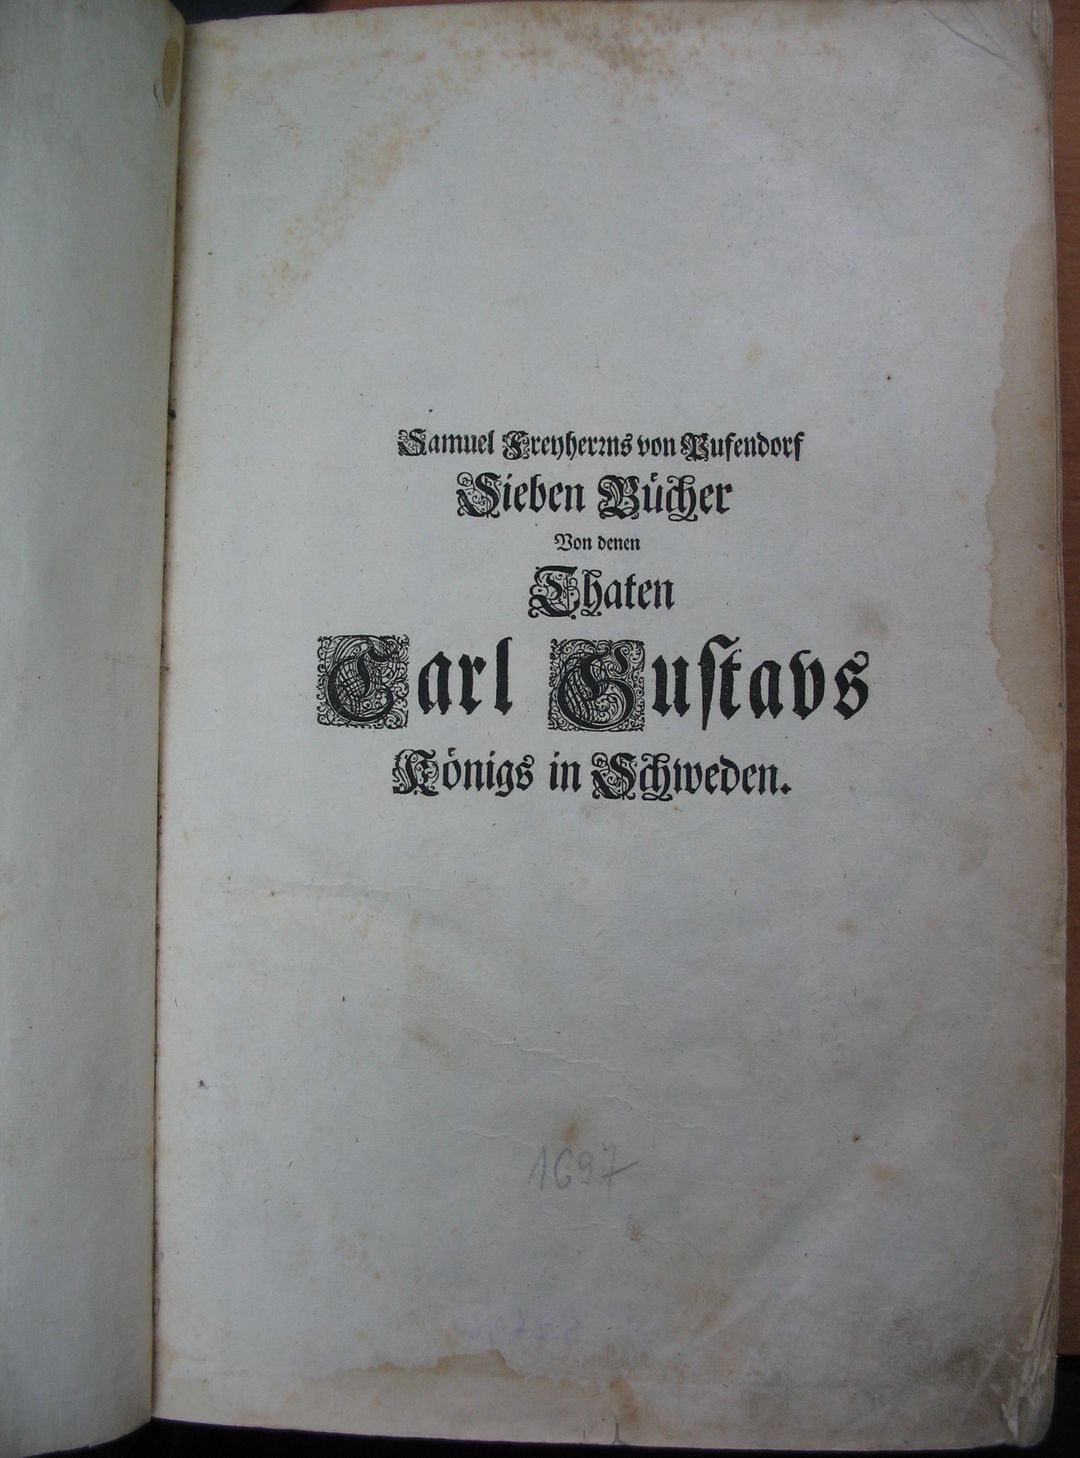 Samuel Freyherrns von Pufendorf
Sieben Bücher
Von denen
Thaten
Carl Gustavs
Königs in Schweden.
1697